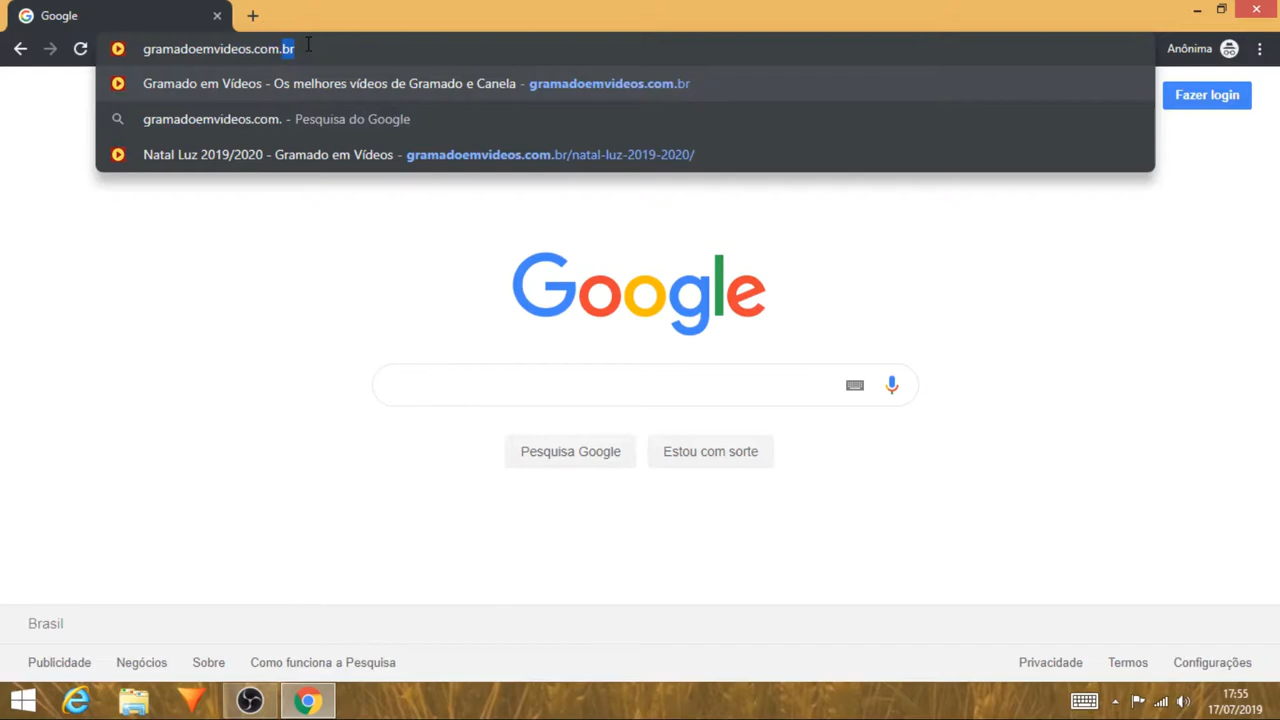 Google
gramadoemvideos.com.br
Anônima
Gramado em Vídeos - Os melhores vídeos de Gramado e Canela - gramadoemvideos.com.br
gramadoemvideos.com. - Pesquisa do Google
Natal Luz 2019/2020 - Gramado em Vídeos - gramadoemvideos.com.br/natal-luz-2019-2020/
Fazer login
Google
Pesquisa Google
Estou com sorte
Brasil
Publicidade
Negócios
Sobre
Como funciona a Pesquisa
Privacidade
Termos
Configurações
17:55
17/07/2019